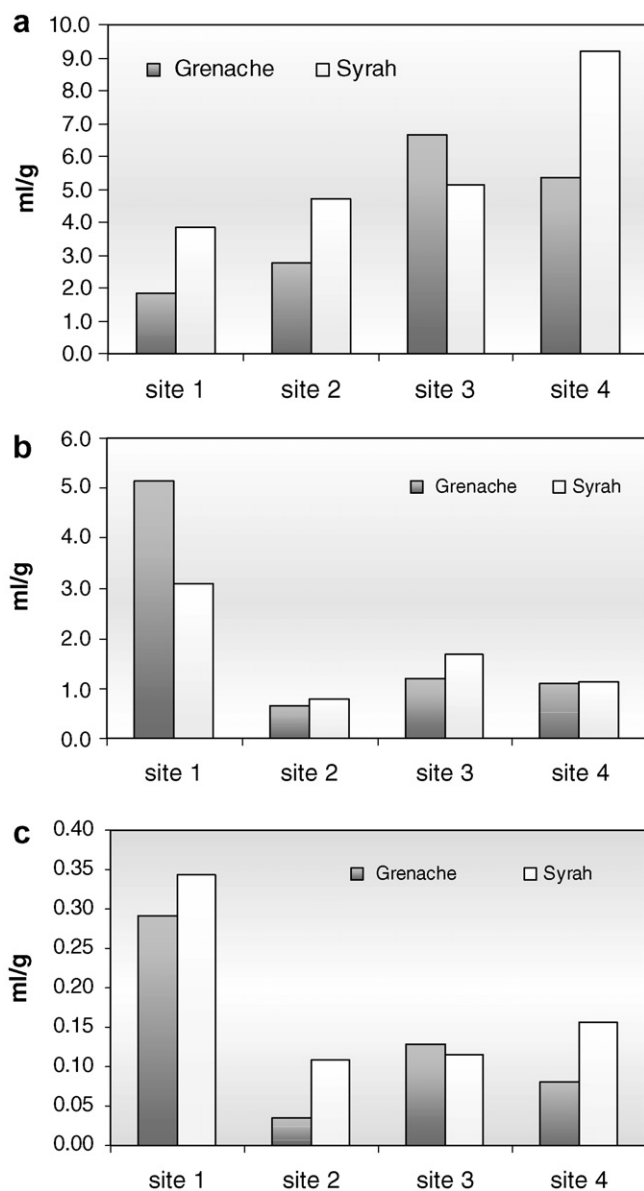 a
10.0
9.0
8.0
7.0
6.0
5.0
4.0
3.0
2.0
1.0
0.0
ml/g
Grenache Syrah
site 1 site 2 site 3 site 4
b
6.0
5.0
4.0
3.0
2.0
1.0
0.0
ml/g
Grenache Syrah
site 1 site 2 site 3 site 4
c
0.40
0.35
0.30
0.25
0.20
0.15
0.10
0.05
0.00
ml/g
Grenache Syrah
site 1 site 2 site 3 site 4